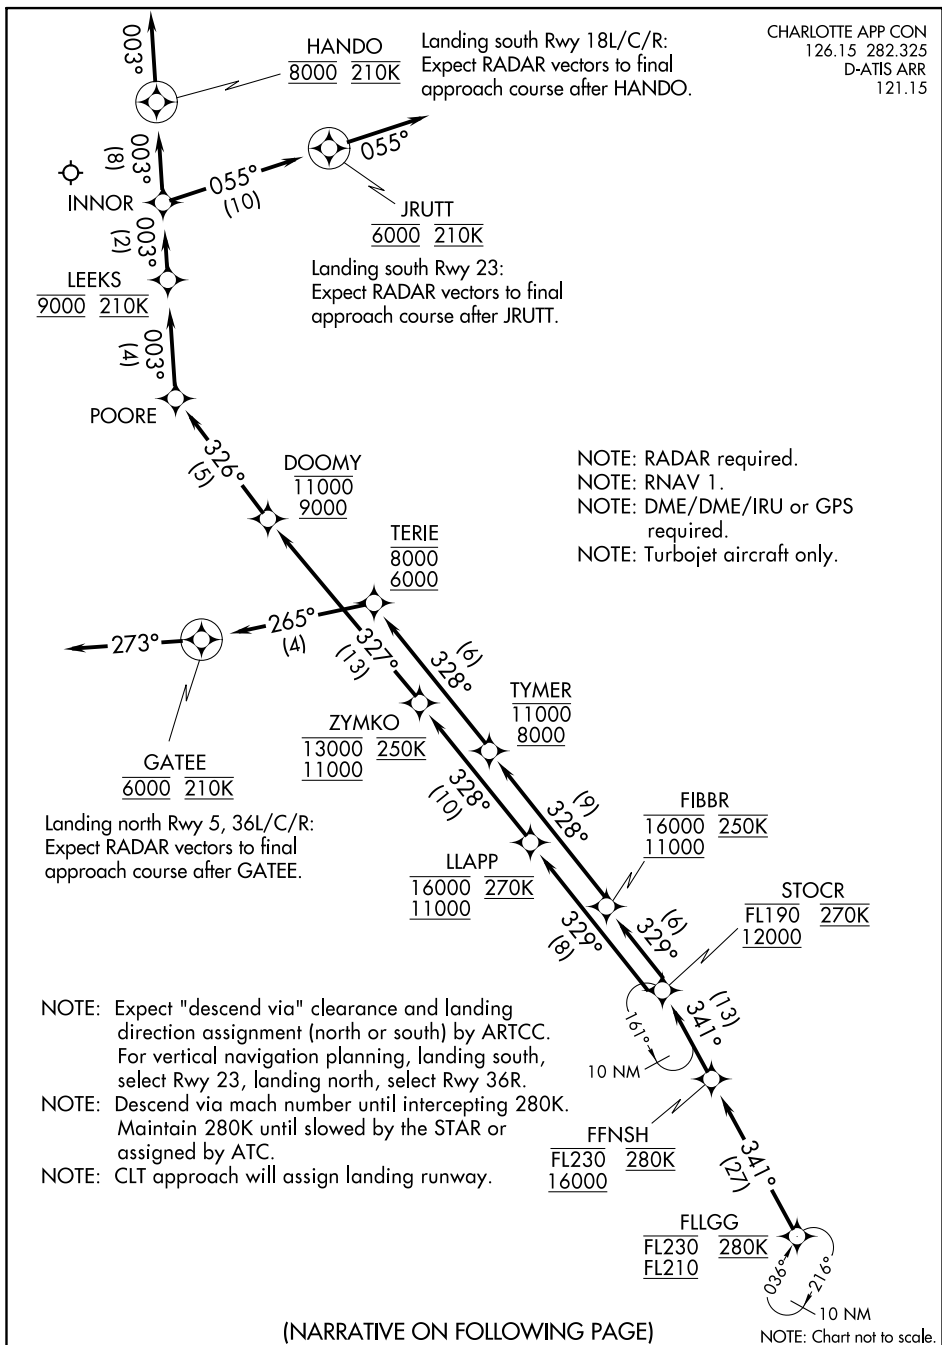 CHARLOTTE APP CON
126.15 282.325
D-ATIS ARR
121.15
003°
HANDO
8000 210K
Landing south Rwy 18L/C/R:
Expect RADAR vectors to final
approach course after HANDO.
003°
(8)
055°
(10)
055°
INNOR
JRUTT
6000 210K
Landing south Rwy 23:
Expect RADAR vectors to final
approach course after JRUTT.
003°
(2)
LEEKS
9000 210K
003°
(4)
POORE
326°
(5)
DOOMY
11000
9000
NOTE: RADAR required.
NOTE: RNAV 1.
NOTE: DME/DME/IRU or GPS
required.
NOTE: Turbojet aircraft only.
TERIE
8000
6000
273°
265°
(4)
327°
(13)
(6)
328°
TYMER
11000
8000
ZYMKO
13000 250K
11000
GATEE
6000 210K
Landing north Rwy 5, 36L/C/R:
Expect RADAR vectors to final
approach course after GATEE.
328°
(10)
(9)
328°
FIBBR
16000 250K
11000
LLAPP
16000 270K
11000
STOCR
FL190 270K
12000
329°
(8)
(6)
329°
161°
10 NM
(13)
341°
NOTE: Expect "descend via" clearance and landing
direction assignment (north or south) by ARTCC.
For vertical navigation planning, landing south,
select Rwy 23, landing north, select Rwy 36R.
NOTE: Descend via mach number until intercepting 280K.
Maintain 280K until slowed by the STAR or
assigned by ATC.
NOTE: CLT approach will assign landing runway.
FFNSH
FL230 280K
16000
341°
(27)
FLLGG
FL230 280K
FL210
036°
216°
10 NM
(NARRATIVE ON FOLLOWING PAGE)
NOTE: Chart not to scale.